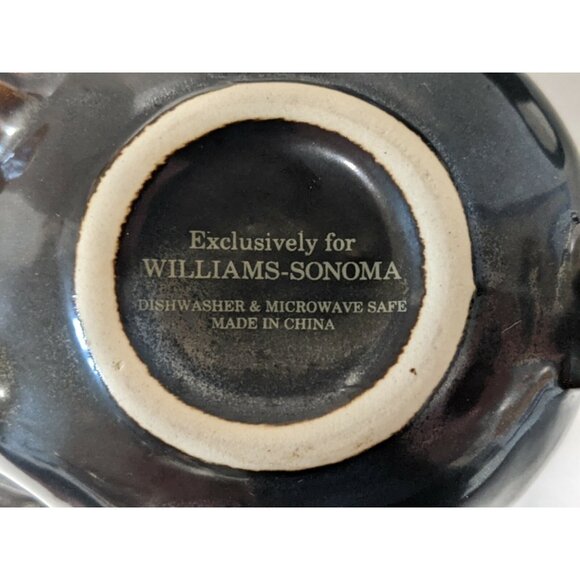 Exclusively for
WILLIAMS-SONOMA
DISHWASHER & MICROWAVE SAFE
MADE IN CHINA